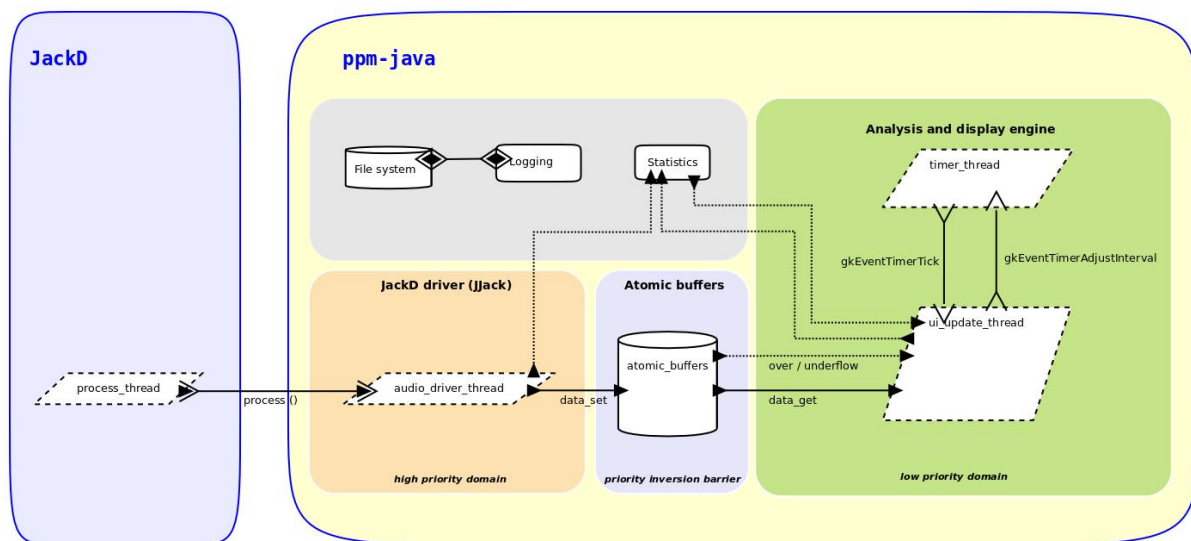 JackD
ppm-java
Analysis and display engine
File system
Logging
Statistics
timer_thread
gkEventTimerTick
gkEventTimerAdjustInterval
JackD driver (JJack)
Atomic buffers
ui_update_thread
atomic_buffers
over / underflow
process_thread
process ()
audio_driver_thread
data_set
data_get
high priority domain
priority inversion barrier
low priority domain